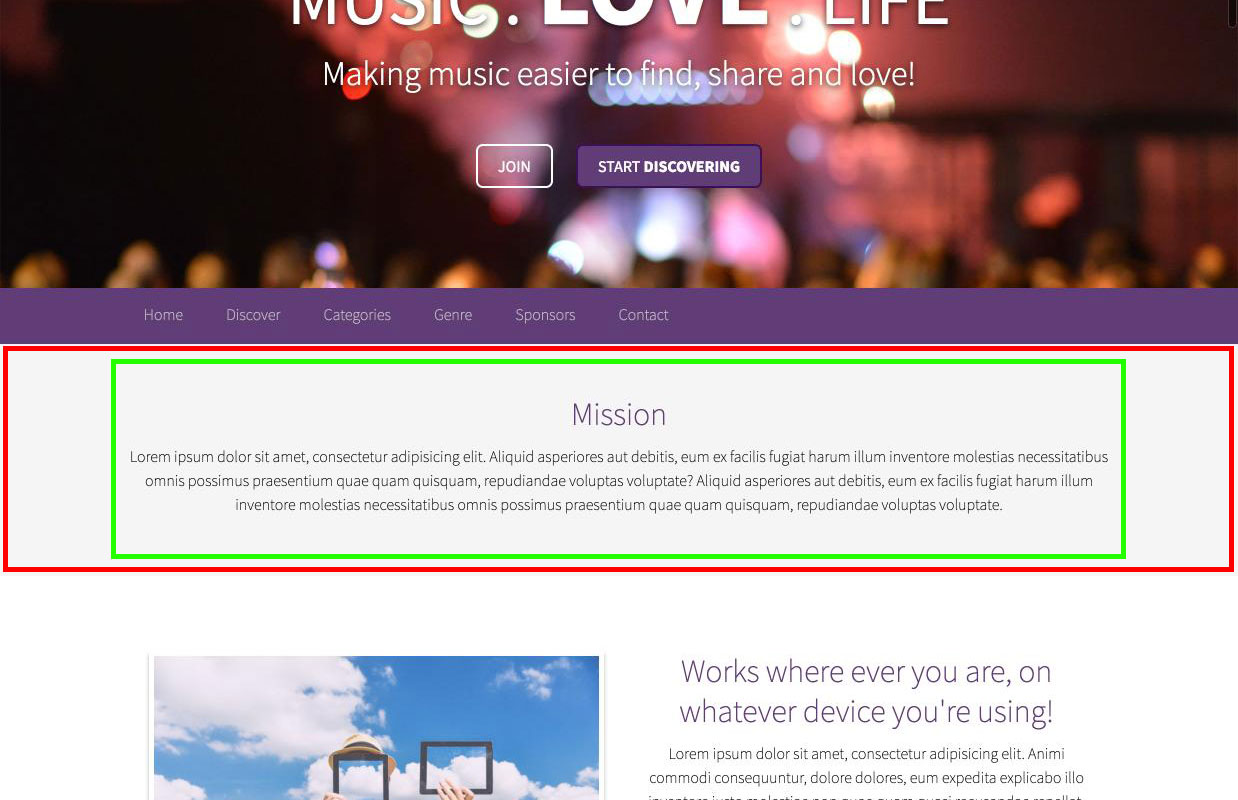 MUSIC . LOVE . LIFE
Making music easier to find, share and love!
JOIN
START DISCOVERING
Home Discover Categories Genre Sponsors Contact
Mission
Lorem ipsum dolor sit amet, consectetur adipisicing elit. Aliquid asperiores aut debitis, eum ex facilis fugiat harum illum inventore molestias necessitatibus
omnis possimus praesentium quae quam quisquam, repudiandae voluptas voluptate? Aliquid asperiores aut debitis, eum ex facilis fugiat harum illum
inventore molestias necessitatibus omnis possimus praesentium quae quam quisquam, repudiandae voluptas voluptate.
Works where ever you are, on
whatever device you're using!
Lorem ipsum dolor sit amet, consectetur adipisicing elit. Animi
commodi consequuntur, dolore dolores, eum expedita explicabo illo